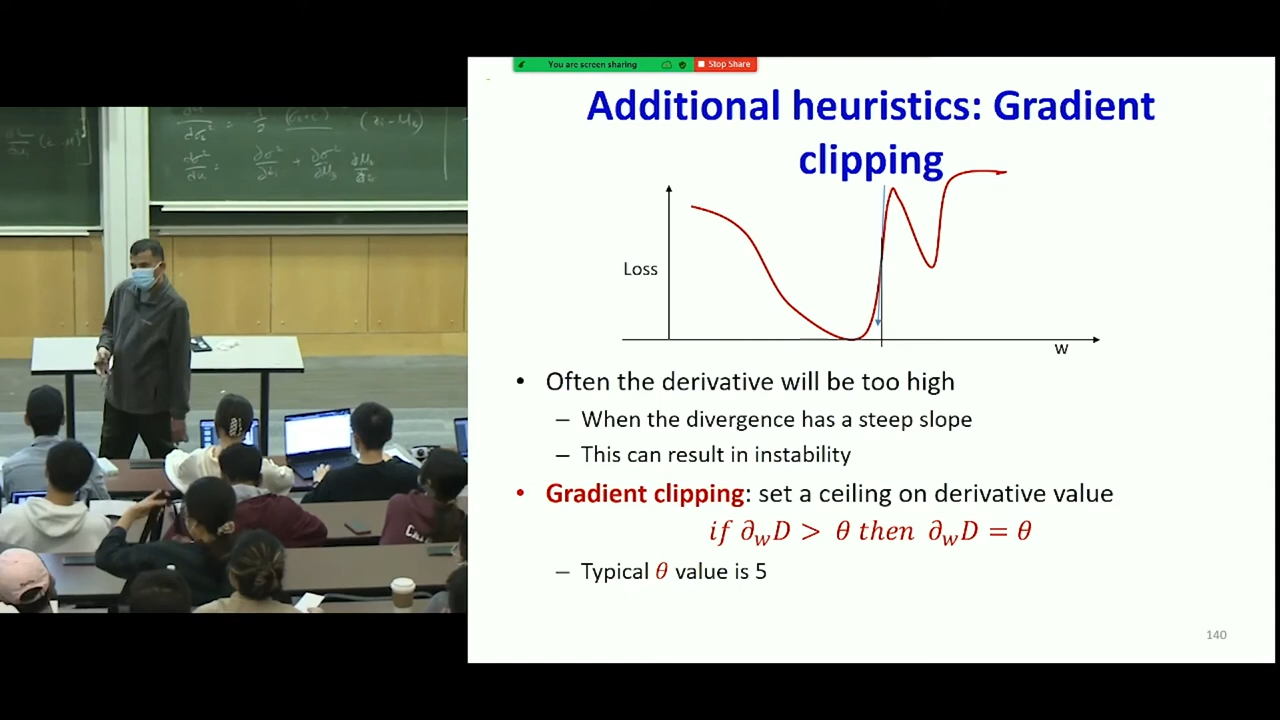 You are screen sharing
Stop Share
Additional heuristics: Gradient
clipping
Loss
w
• Often the derivative will be too high
– When the divergence has a steep slope
– This can result in instability
• Gradient clipping: set a ceiling on derivative value
if ∂wD > θ then ∂wD = θ
– Typical θ value is 5
140